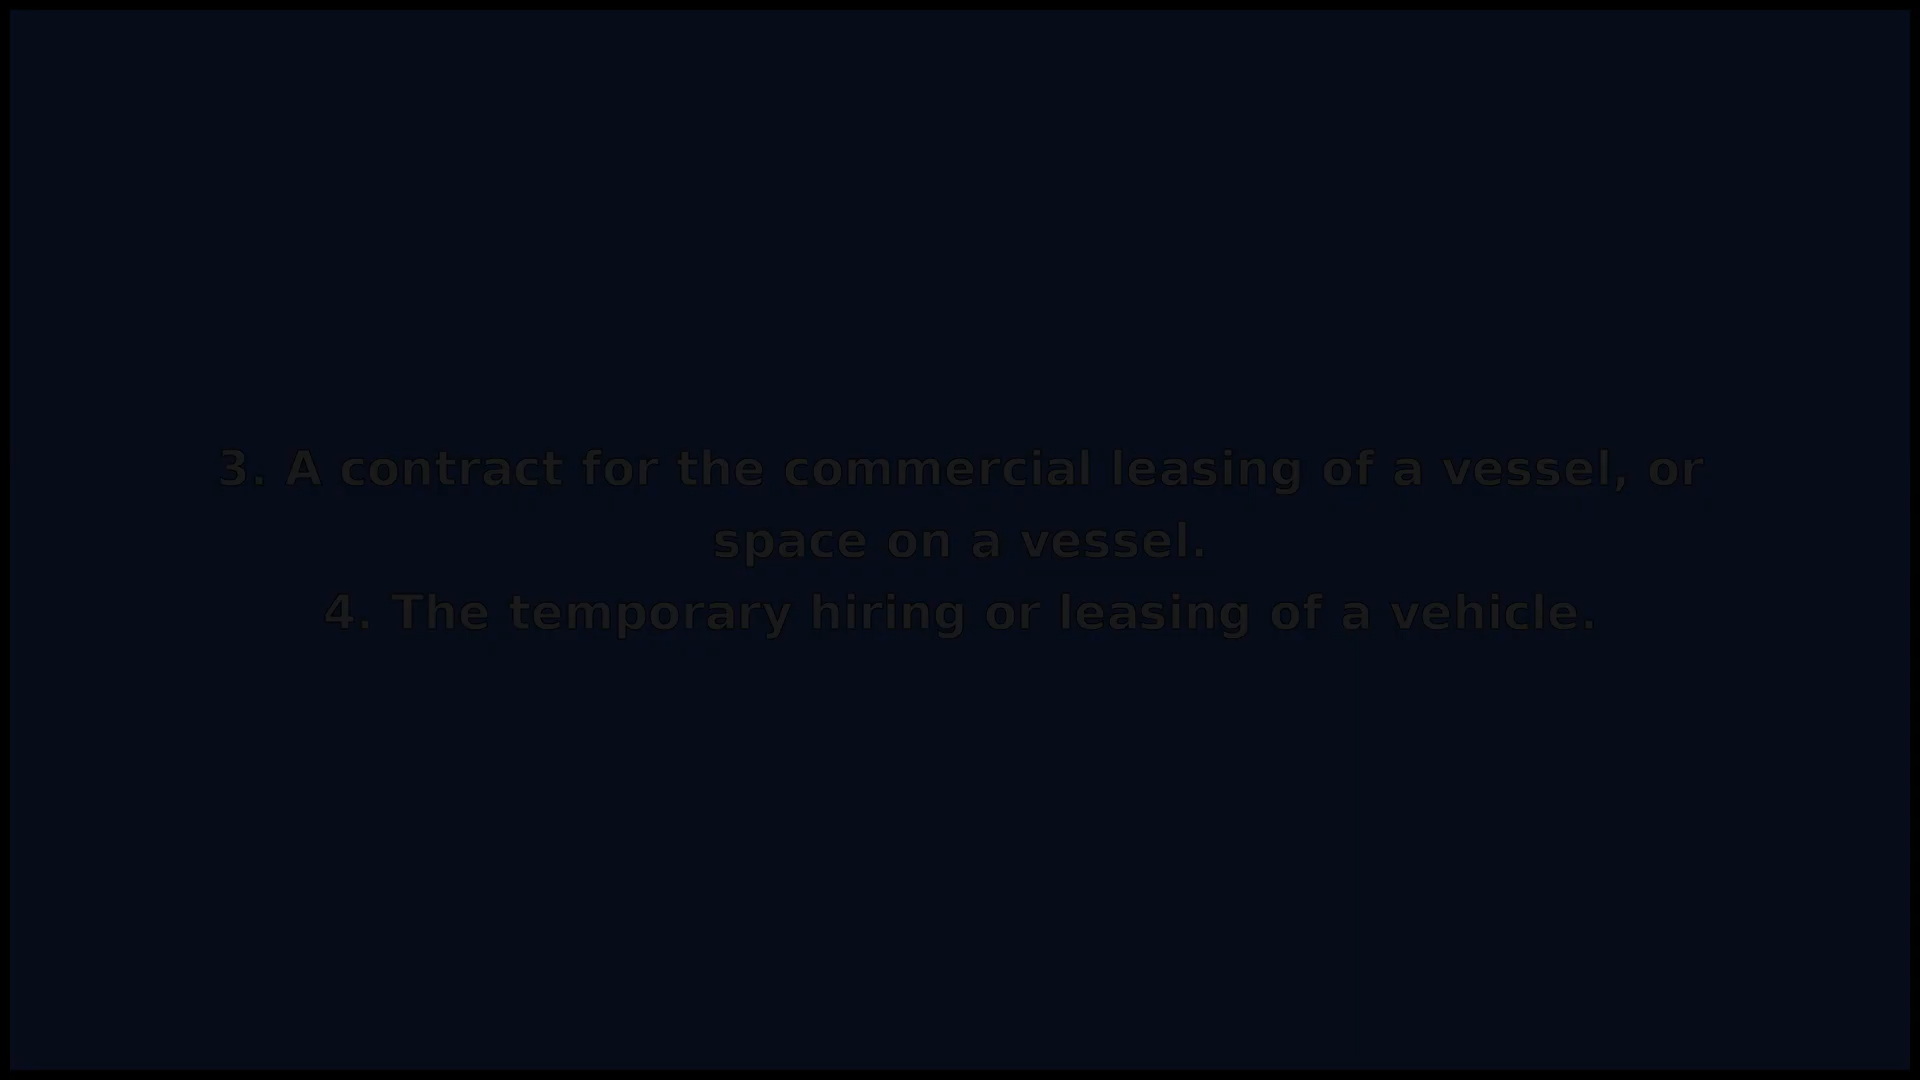 3. A contract for the commercial leasing of a vessel, or
space on a vessel.
4. The temporary hiring or leasing of a vehicle.